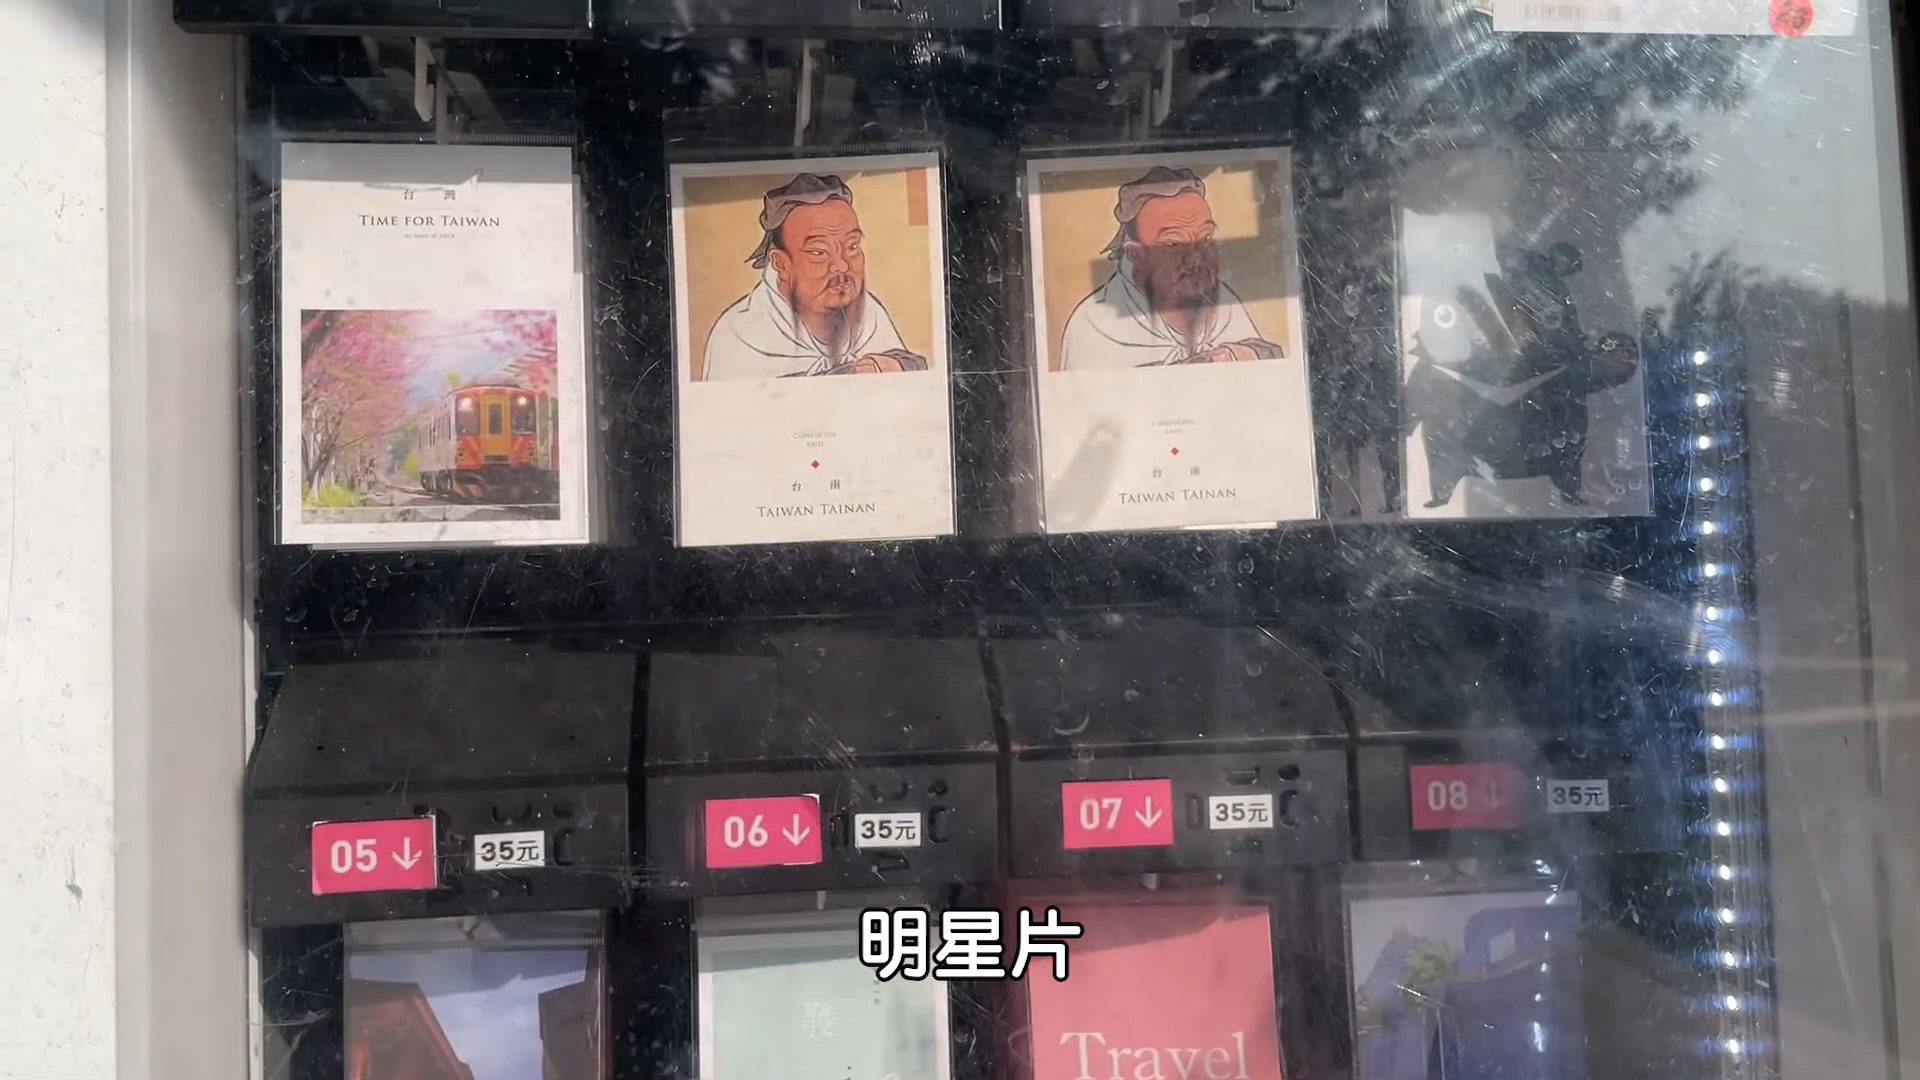 台 灣
TIME FOR TAIWAN
台 南
TAIWAN TAINAN
台 南
TAIWAN TAINAN
05↓ 35元
06↓ 35元
07↓ 35元
08↓ 35元
明星片
發
Travel